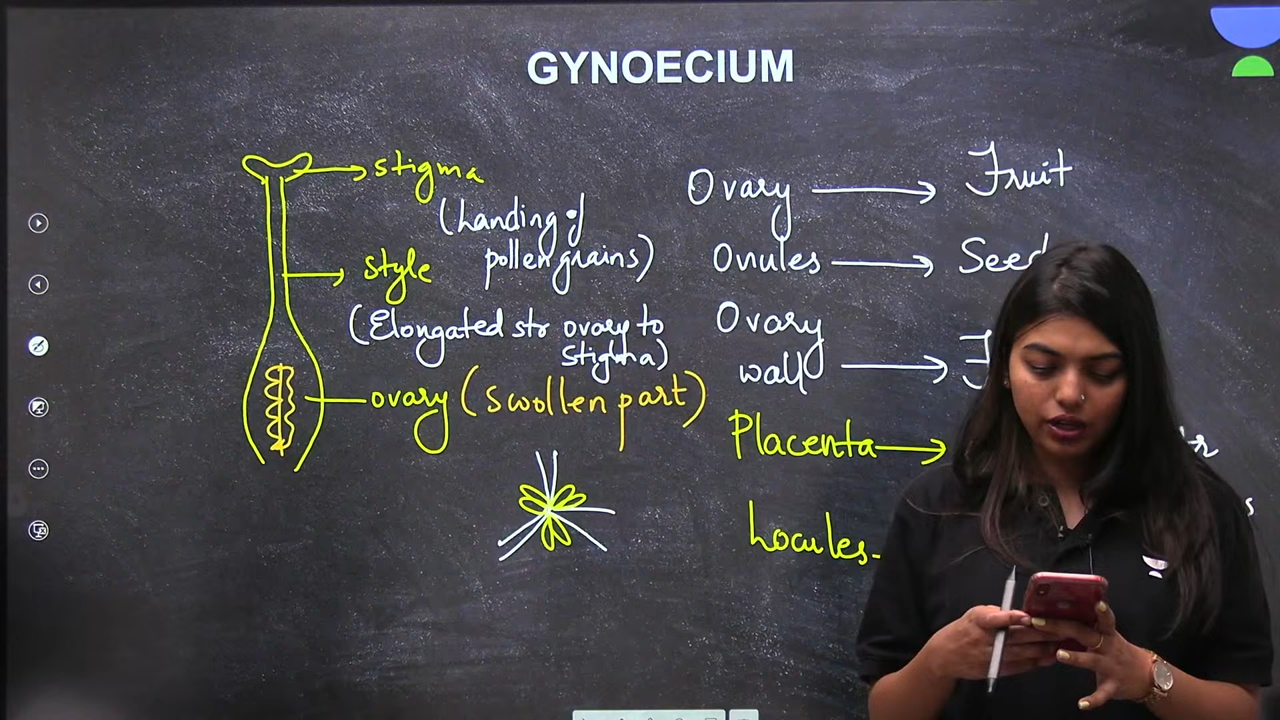 GYNOECIUM
stigma
(Landing of
pollen grains)
style
(Elongated str ovary to
stigma)
ovary (swollen part)
Ovary → Fruit
Ovules → Seed
Ovary
wall →
Placenta →
Locules-